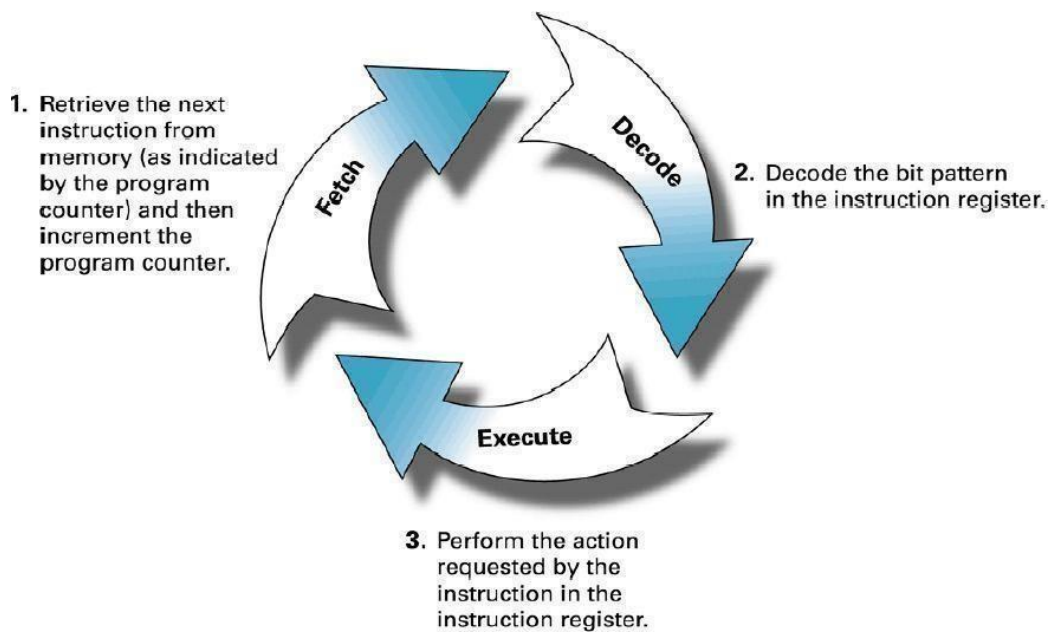 1. Retrieve the next
instruction from
memory (as indicated
by the program
counter) and then
increment the
program counter.
Fetch
Decode
2. Decode the bit pattern
in the instruction register.
Execute
3. Perform the action
requested by the
instruction in the
instruction register.